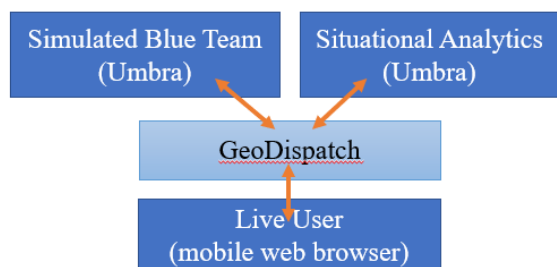 Simulated Blue Team
(Umbra)
Situational Analytics
(Umbra)
GeoDispatch
Live User
(mobile web browser)